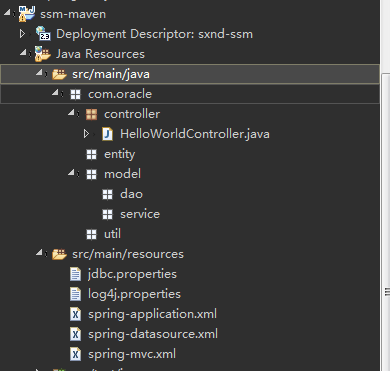 ssm-maven
Deployment Descriptor: sxnd-ssm
Java Resources
src/main/java
com.oracle
controller
HelloWorldController.java
entity
model
dao
service
util
src/main/resources
jdbc.properties
log4j.properties
spring-application.xml
spring-datasource.xml
spring-mvc.xml